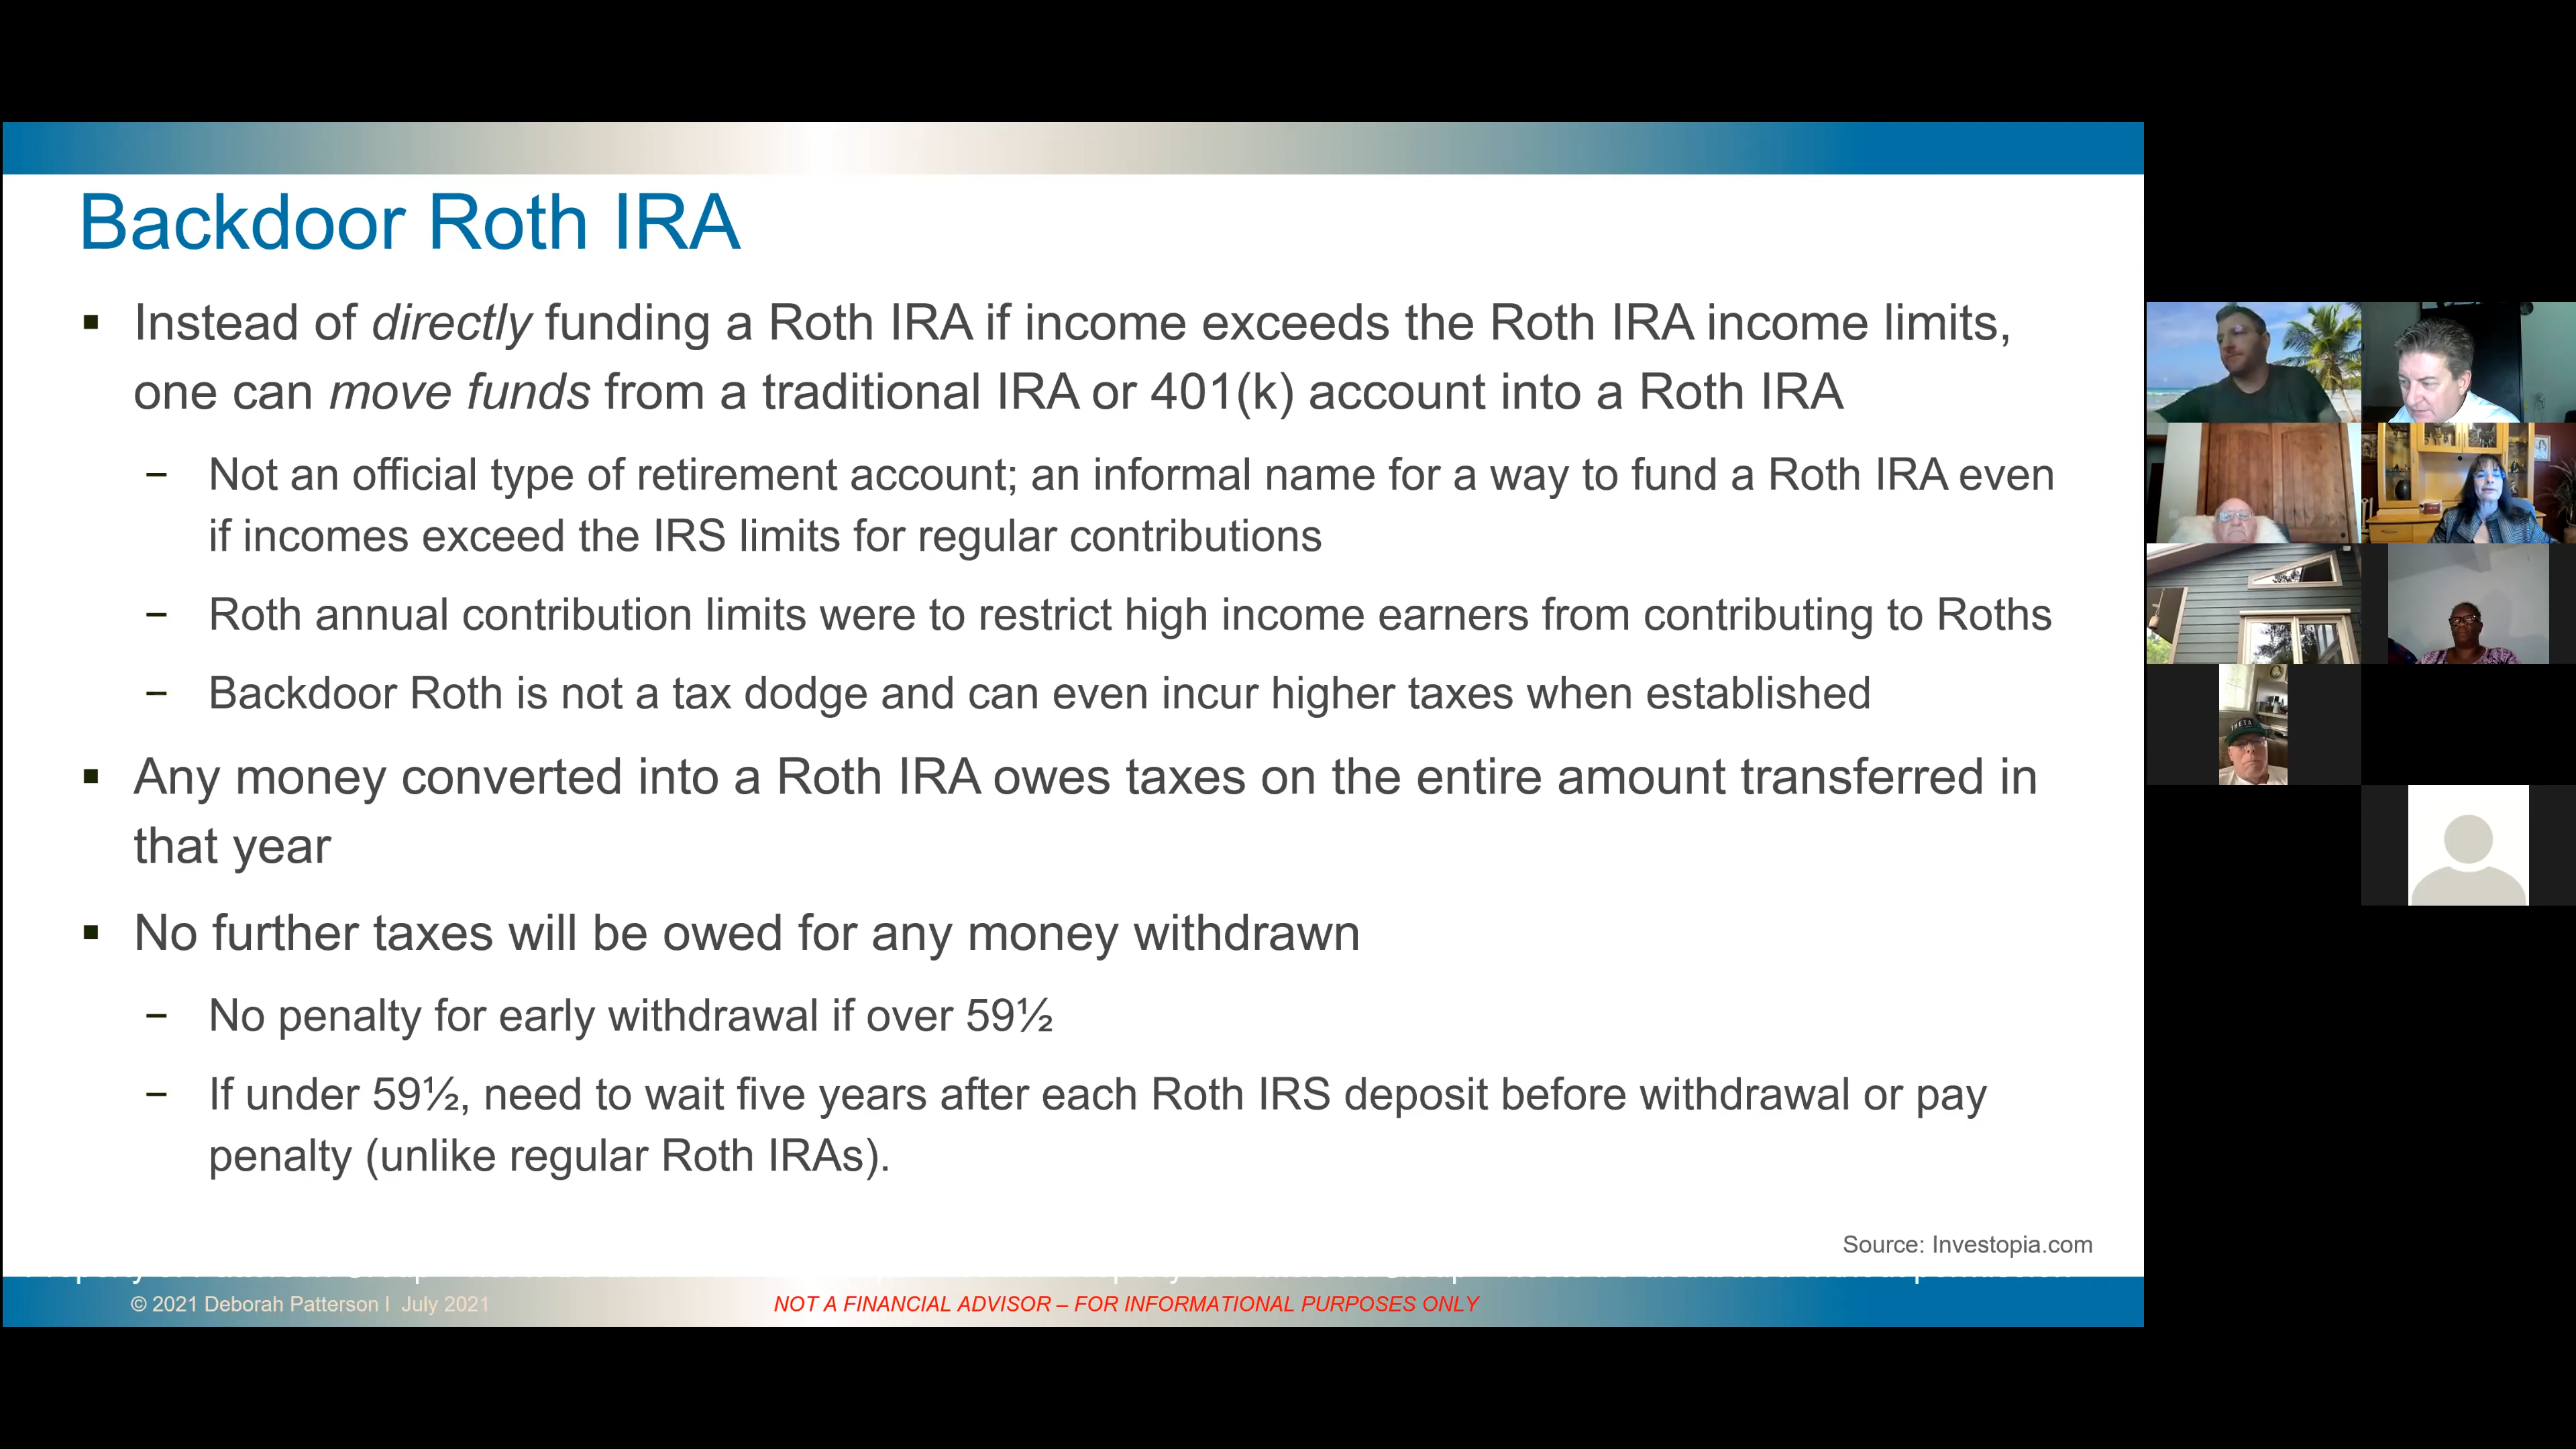 Backdoor Roth IRA
▪ Instead of directly funding a Roth IRA if income exceeds the Roth IRA income limits,
one can move funds from a traditional IRA or 401(k) account into a Roth IRA
− Not an official type of retirement account; an informal name for a way to fund a Roth IRA even
if incomes exceed the IRS limits for regular contributions
− Roth annual contribution limits were to restrict high income earners from contributing to Roths
− Backdoor Roth is not a tax dodge and can even incur higher taxes when established
▪ Any money converted into a Roth IRA owes taxes on the entire amount transferred in
that year
▪ No further taxes will be owed for any money withdrawn
− No penalty for early withdrawal if over 59½
− If under 59½, need to wait five years after each Roth IRS deposit before withdrawal or pay
penalty (unlike regular Roth IRAs).
Source: Investopia.com
© 2021 Deborah Patterson I July 2021
NOT A FINANCIAL ADVISOR – FOR INFORMATIONAL PURPOSES ONLY